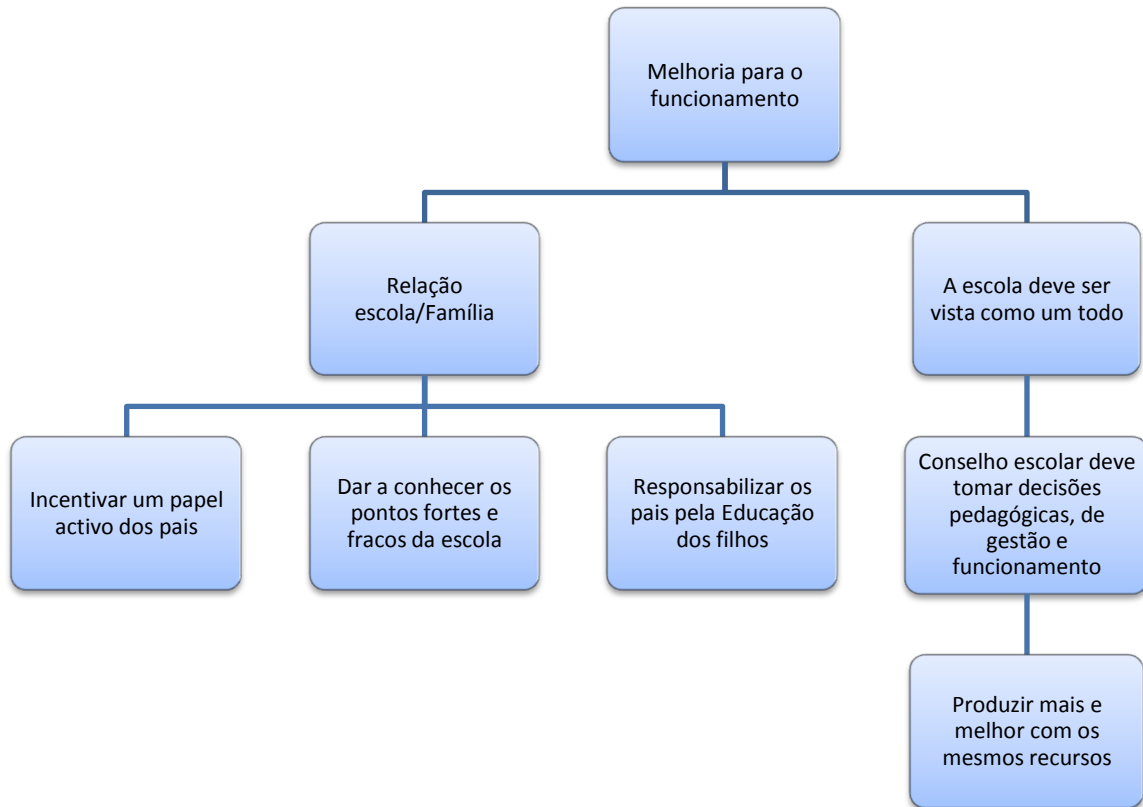 Melhoria para o
funcionamento
Relação
escola/Família
A escola deve ser
vista como um todo
Incentivar um papel
activo dos pais
Dar a conhecer os
pontos fortes e
fracos da escola
Responsabilizar os
pais pela Educação
dos filhos
Conselho escolar deve
tomar decisões
pedagógicas, de
gestão e
funcionamento
Produzir mais e
melhor com os
mesmos recursos